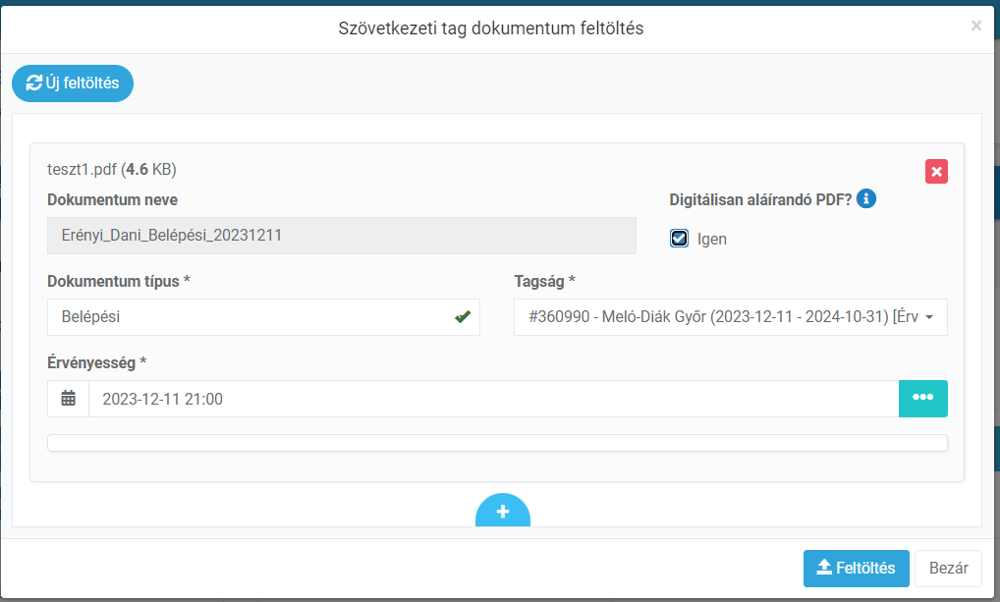 Szövetkezeti tag dokumentum feltöltés
×
Új feltöltés
teszt1.pdf (4.6 KB)
Dokumentum neve
Digitálisan aláírandó PDF?
Erényi_Dani_Belépési_20231211
Igen
Dokumentum típus *
Tagság *
Belépési
#360990 - Meló-Diák Győr (2023-12-11 - 2024-10-31) [Érv
Érvényesség *
2023-12-11 21:00
Feltöltés
Bezár